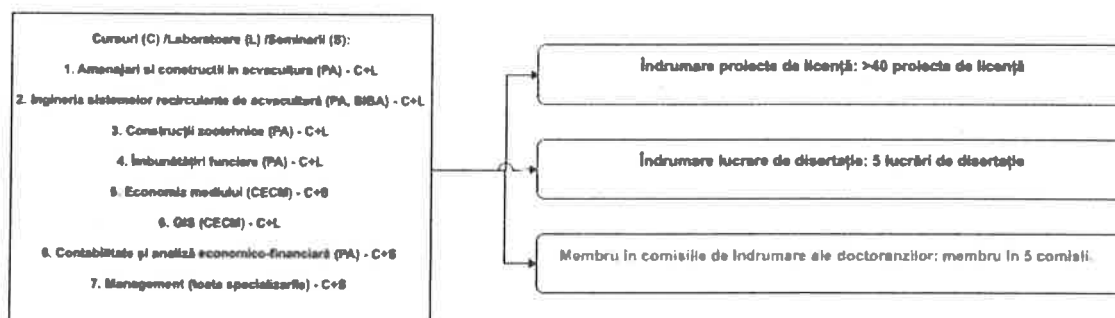 Cursuri (C) /Laboratoare (L) /Seminarii (S):
1. Amenajari si constructii in acvacultura (PA) - C+L
2. Ingineria sistemelor recirculante de acvacultură (PA, BIBA) - C+L
3. Construcții zootehnice (PA) - C+L
4. Îmbunătățiri funciare (PA) - C+L
5. Economia mediului (CECM) - C+S
6. GIS (CECM) - C+L
6. Contabilitate și analiză economico-financiară (PA) - C+S
7. Management (toate specializarile) - C+S
Îndrumare proiecte de licență: >40 proiecte de licență
Îndrumare lucrare de disertație: 5 lucrări de disertație
Membru în comisiile de îndrumare ale doctoranzilor: membru în 5 comisii.